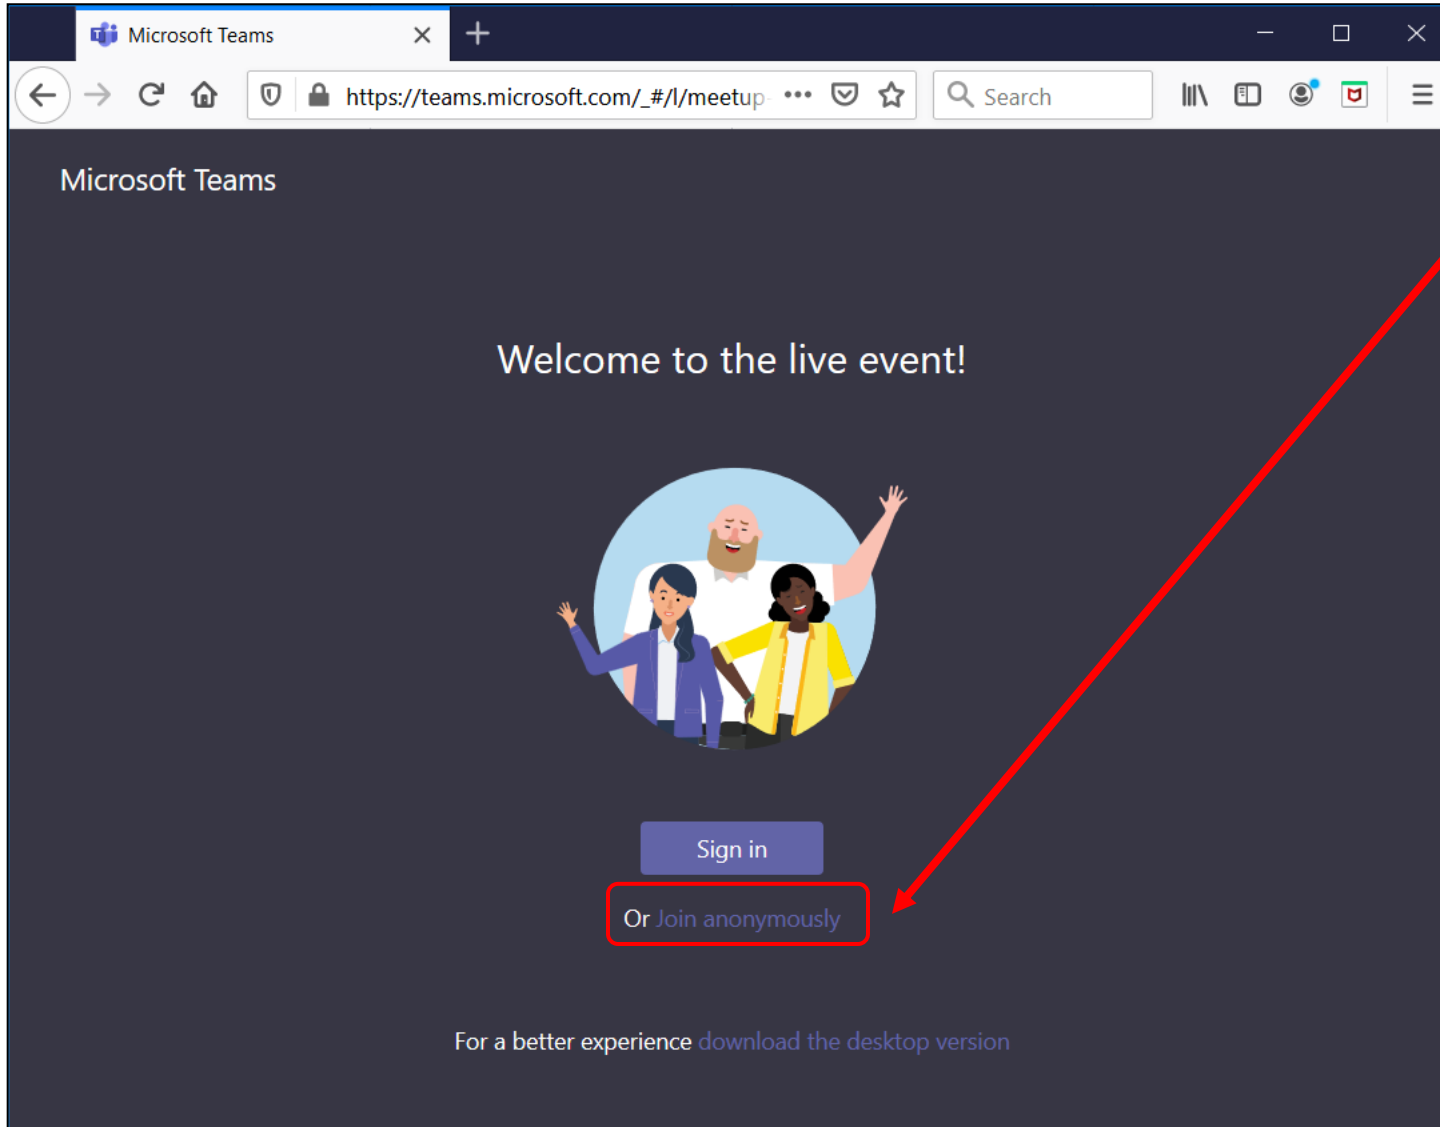 Microsoft Teams
https://teams.microsoft.com/_#/l/meetup-
Search
Microsoft Teams
Welcome to the live event!
Sign in
Or Join anonymously
For a better experience download the desktop version